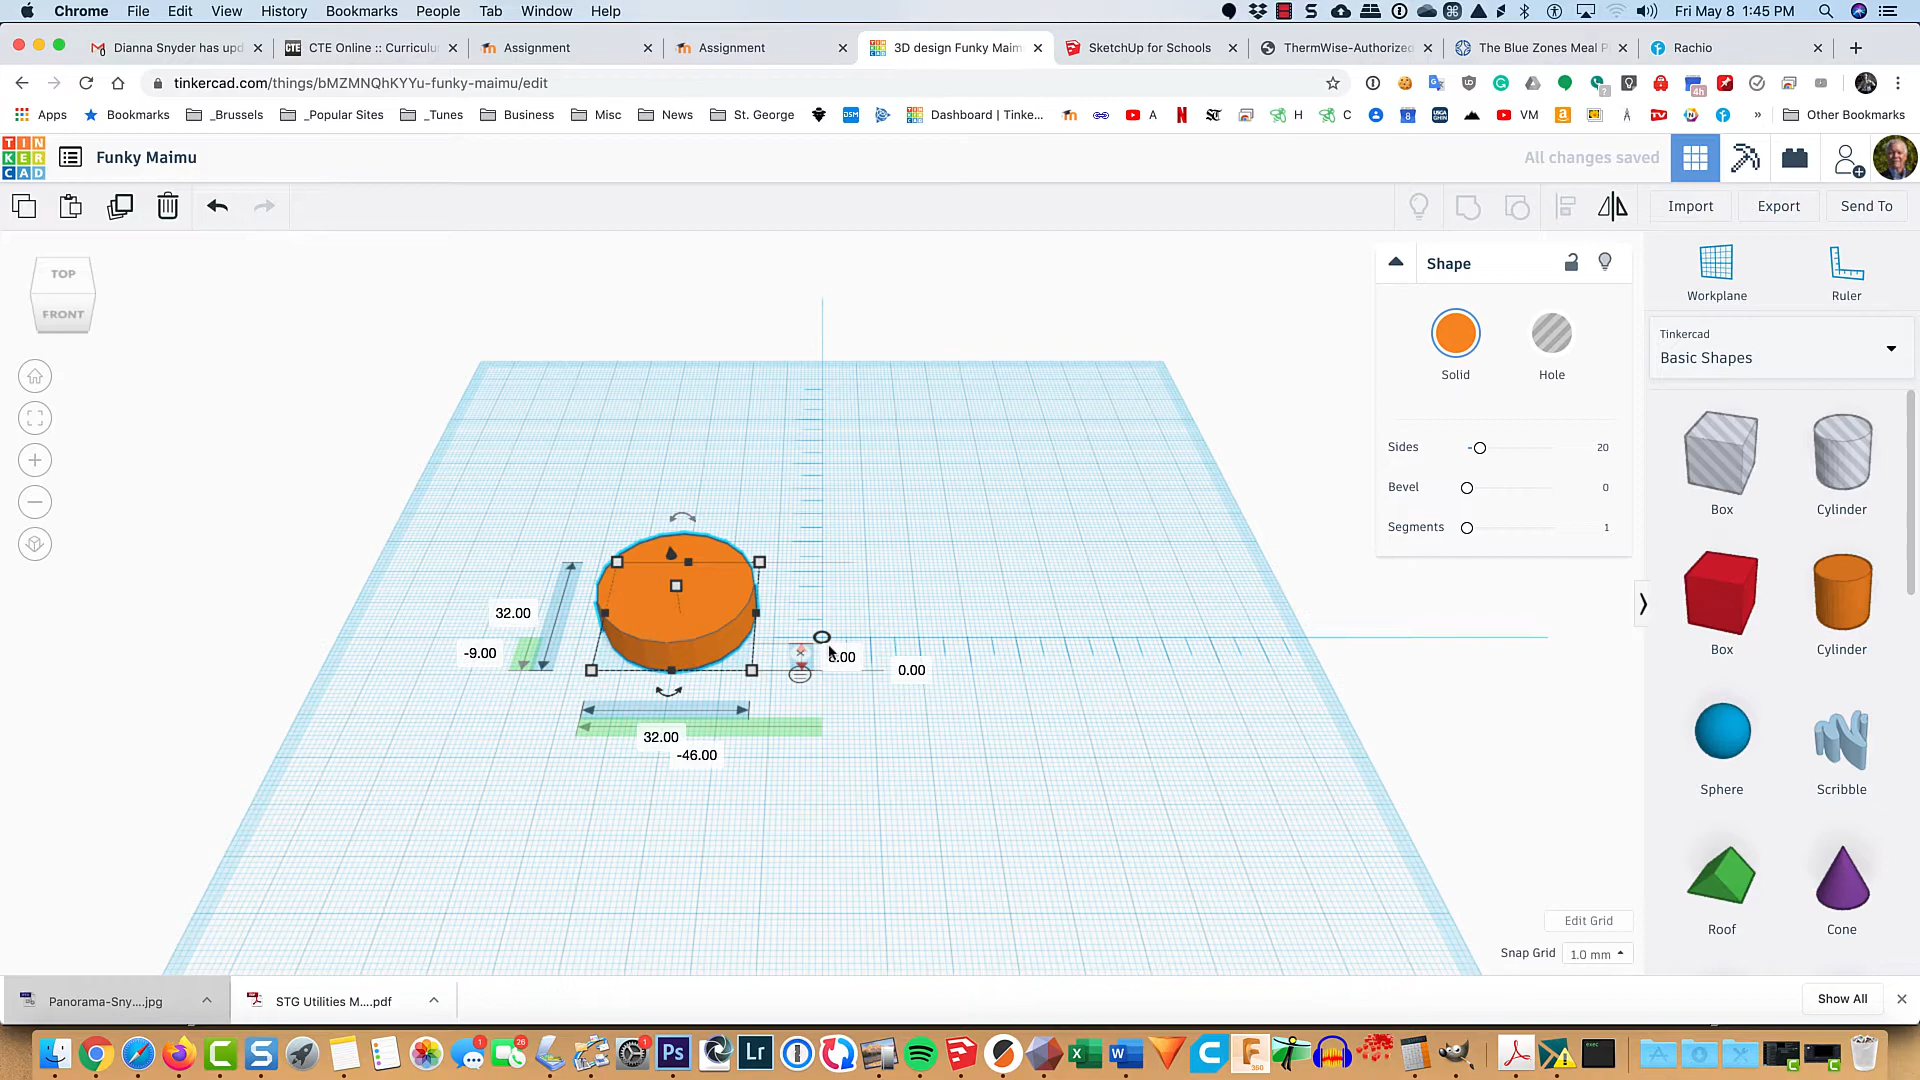 Chrome File Edit View History Bookmarks People Tab Window Help Fri May 8 1:45 PM
Dianna Snyder has upd CTE Online :: Curriculu Assignment Assignment 3D design Funky Maim SketchUp for Schools ThermWise-Authorized The Blue Zones Meal P Rachio
tinkercad.com/things/bMZMNQhKYYu-funky-maimu/edit
Apps Bookmarks _Brussels _Popular Sites _Tunes Business Misc News St. George Dashboard | Tinke... A H C VM Other Bookmarks
TINKERCAD Funky Maimu All changes saved
Import Export Send To
TOP
FRONT
Shape
Solid Hole
Sides 20
Bevel 0
Segments 1
Workplane Ruler
Tinkercad
Basic Shapes
Box Cylinder
Box Cylinder
Sphere Scribble
Roof Cone
32.00
-9.00
.00
0.00
32.00
-46.00
Edit Grid
Snap Grid 1.0 mm
Panorama-Sny....jpg STG Utilities M....pdf Show All